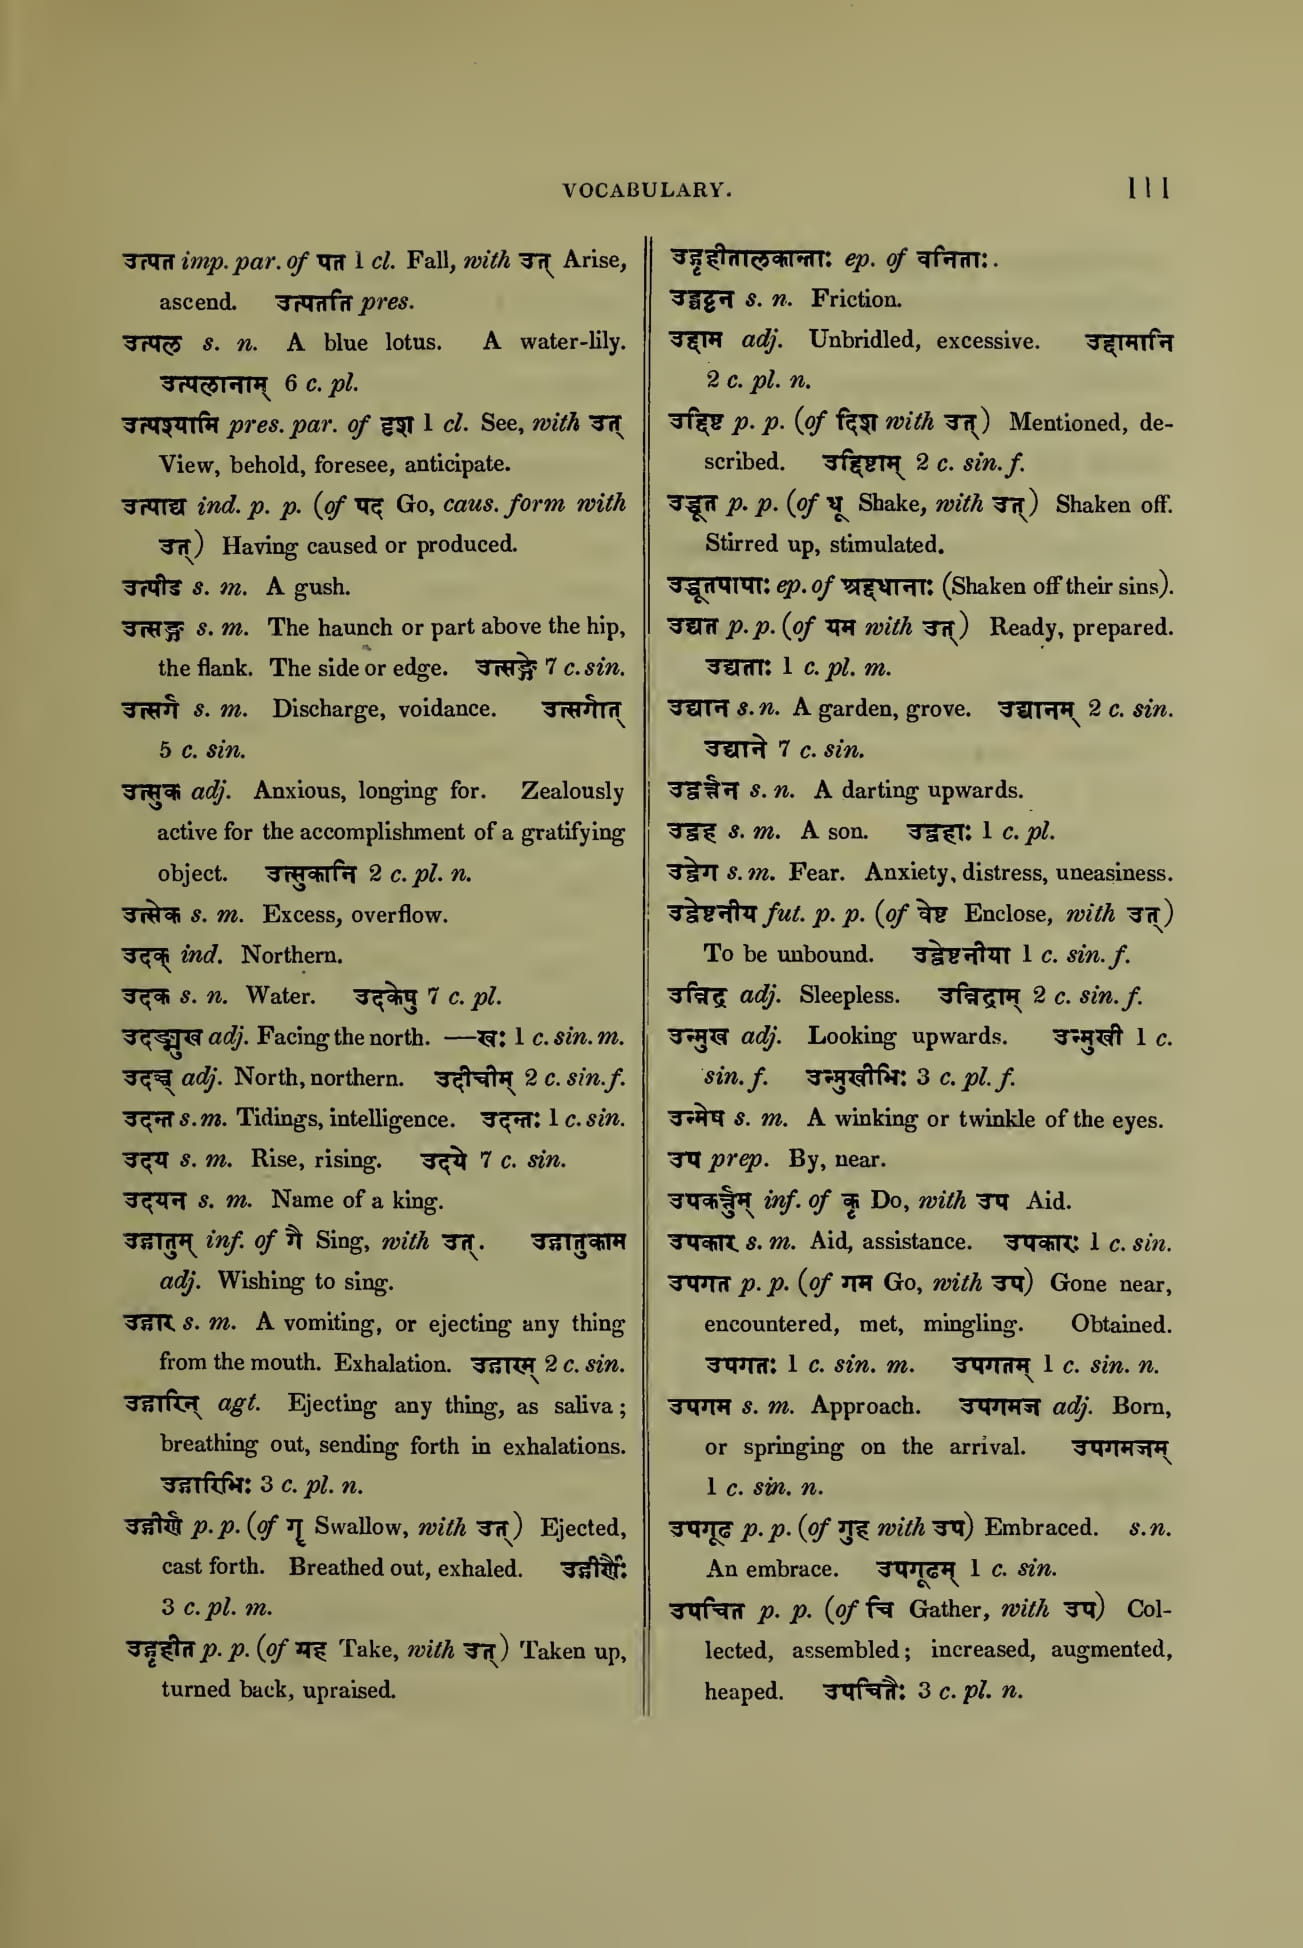 VOCABULARY.
111
उत्पत imp. par. of पत 1 cl. Fall, with उत् Arise,
ascend. उत्पतति pres.
उत्पल s. n. A blue lotus. A water-lily.
उत्पलानाम् 6 c. pl.
उत्पश्यामि pres. par. of दृश 1 cl. See, with उत्
View, behold, foresee, anticipate.
उत्पाद्य ind. p. p. (of पद Go, caus. form with
उत्) Having caused or produced.
उत्पीड s. m. A gush.
उत्सङ्ग s. m. The haunch or part above the hip,
the flank. The side or edge. उत्सङ्गे 7 c. sin.
उत्सर्ग s. m. Discharge, voidance. उत्सर्गात्
5 c. sin.
उत्सुक adj. Anxious, longing for. Zealously
active for the accomplishment of a gratifying
object. उत्सुकानि 2 c. pl. n.
उत्सेक s. m. Excess, overflow.
उदक् ind. Northern.
उदक s. n. Water. उदकेषु 7 c. pl.
उदङ्मुख adj. Facing the north. —खः 1 c. sin. m.
उदच् adj. North, northern. उदीचीम् 2 c. sin. f.
उदन्त s. m. Tidings, intelligence. उदन्तः 1 c. sin.
उदय s. m. Rise, rising. उदये 7 c. sin.
उदयन s. m. Name of a king.
उद्गातुम् inf. of गै Sing, with उत्. उद्गातुकाम
adj. Wishing to sing.
उद्गार s. m. A vomiting, or ejecting any thing
from the mouth. Exhalation. उद्गारम् 2 c. sin.
उद्गारिन् agt. Ejecting any thing, as saliva;
breathing out, sending forth in exhalations.
उद्गारिभिः 3 c. pl. n.
उद्गीर्ण p. p. (of गॄ Swallow, with उत्) Ejected,
cast forth. Breathed out, exhaled. उद्गीर्णैः
3 c. pl. m.
उद्गृहीत p. p. (of ग्रह Take, with उत्) Taken up,
turned back, upraised.
उद्गृहीतालकान्ताः ep. of वनिताः.
उद्घट्टन s. n. Friction.
उद्दाम adj. Unbridled, excessive. उद्दामानि
2 c. pl. n.
उद्दिष्ट p. p. (of दिश with उत्) Mentioned, de-
scribed. उद्दिष्टाम् 2 c. sin. f.
उद्धूत p. p. (of धू Shake, with उत्) Shaken off.
Stirred up, stimulated.
उद्धूतपापाः ep. of श्रद्दधानाः (Shaken off their sins).
उद्यत p. p. (of यम with उत्) Ready, prepared.
उद्यताः 1 c. pl. m.
उद्यान s. n. A garden, grove. उद्यानम् 2 c. sin.
उद्याने 7 c. sin.
उद्वर्त्तन s. n. A darting upwards.
उद्वह s. m. A son. उद्वहाः 1 c. pl.
उद्वेग s. m. Fear. Anxiety, distress, uneasiness.
उद्वेष्टनीय fut. p. p. (of वेष्ट Enclose, with उत्)
To be unbound. उद्वेष्टनीया 1 c. sin. f.
उन्निद्र adj. Sleepless. उन्निद्राम् 2 c. sin. f.
उन्मुख adj. Looking upwards. उन्मुखी 1 c.
sin. f. उन्मुखीभिः 3 c. pl. f.
उन्मेष s. m. A winking or twinkle of the eyes.
उप prep. By, near.
उपकर्त्तुम् inf. of कृ Do, with उप Aid.
उपकार s. m. Aid, assistance. उपकारः 1 c. sin.
उपगत p. p. (of गम Go, with उप) Gone near,
encountered, met, mingling. Obtained.
उपगतः 1 c. sin. m. उपगतम् 1 c. sin. n.
उपगम s. m. Approach. उपगमज adj. Born,
or springing on the arrival. उपगमजम्
1 c. sin. n.
उपगूढ p. p. (of गुह with उप) Embraced. s. n.
An embrace. उपगूढम् 1 c. sin.
उपचित p. p. (of चि Gather, with उप) Col-
lected, assembled; increased, augmented,
heaped. उपचितैः 3 c. pl. n.